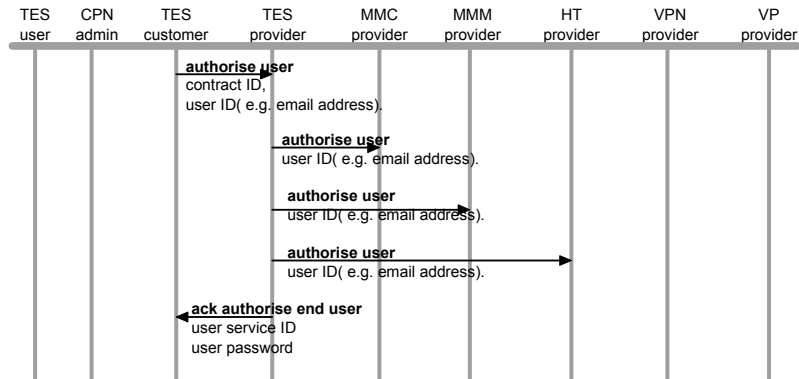 TES CPN TES TES MMC MMM HT VPN VP
user admin customer provider provider provider provider provider provider
authorise user
contract ID,
user ID( e.g. email address).
authorise user
user ID( e.g. email address).
authorise user
user ID( e.g. email address).
authorise user
user ID( e.g. email address).
ack authorise end user
user service ID
user password